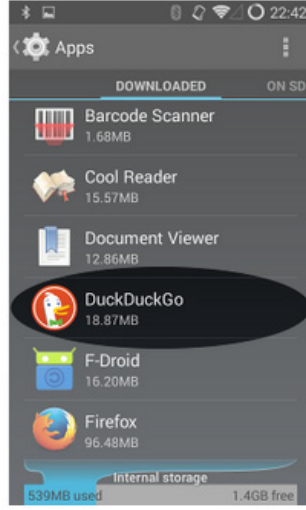 22:42
Apps
DOWNLOADED ON SD
Barcode Scanner
1.68MB
Cool Reader
15.57MB
Document Viewer
12.86MB
DuckDuckGo
18.87MB
F-Droid
16.20MB
Firefox
96.48MB
Internal storage
539MB used 1.4GB free